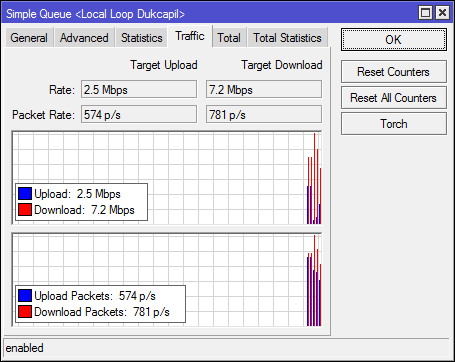 Simple Queue <Local Loop Dukcapil>
General Advanced Statistics Traffic Total Total Statistics
OK
Target Upload Target Download
Reset Counters
Rate: 2.5 Mbps 7.2 Mbps
Reset All Counters
Packet Rate: 574 p/s 781 p/s
Torch
Upload: 2.5 Mbps
Download: 7.2 Mbps
Upload Packets: 574 p/s
Download Packets: 781 p/s
enabled